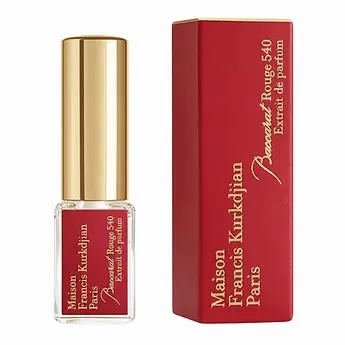 Maison
Francis Kurkdjian
Paris
Baccarat Rouge 540
Extrait de parfum
Maison
Francis Kurkdjian
Paris
Baccarat Rouge 540
Extrait de parfum